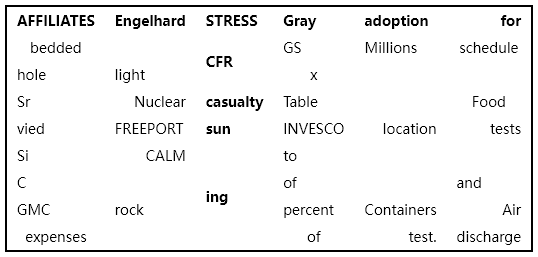 AFFILIATES Engelhard STRESS Gray adoption for
bedded GS Millions schedule
CFR
hole light x
Sr Nuclear casualty Table Food
vied FREEPORT sun INVESCO location tests
Si CALM to
C of and
ing
GMC rock percent Containers Air
expenses of test. discharge